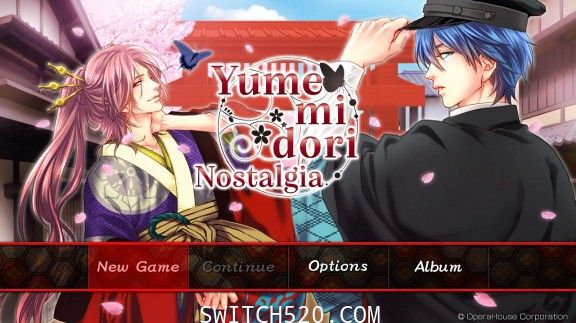 Yume
mi
dori
Nostalgia
New Game
Continue
Options
Album
© OperaHouse Corporation
SWITCH520.COM